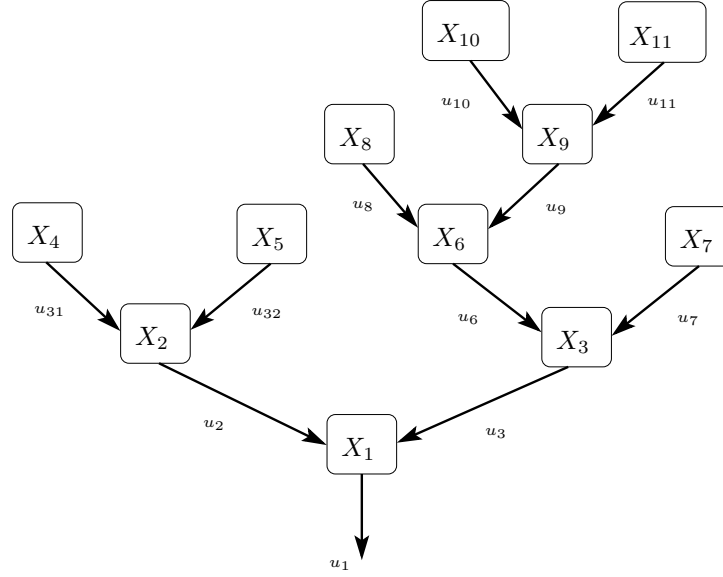 X₁₀ X₁₁
u₁₀ u₁₁
X₈ X₉
u₈ u₉
X₄ X₅ X₆ X₇
u₃₁ u₃₂ u₆ u₇
X₂ X₃
u₂ u₃
X₁
u₁